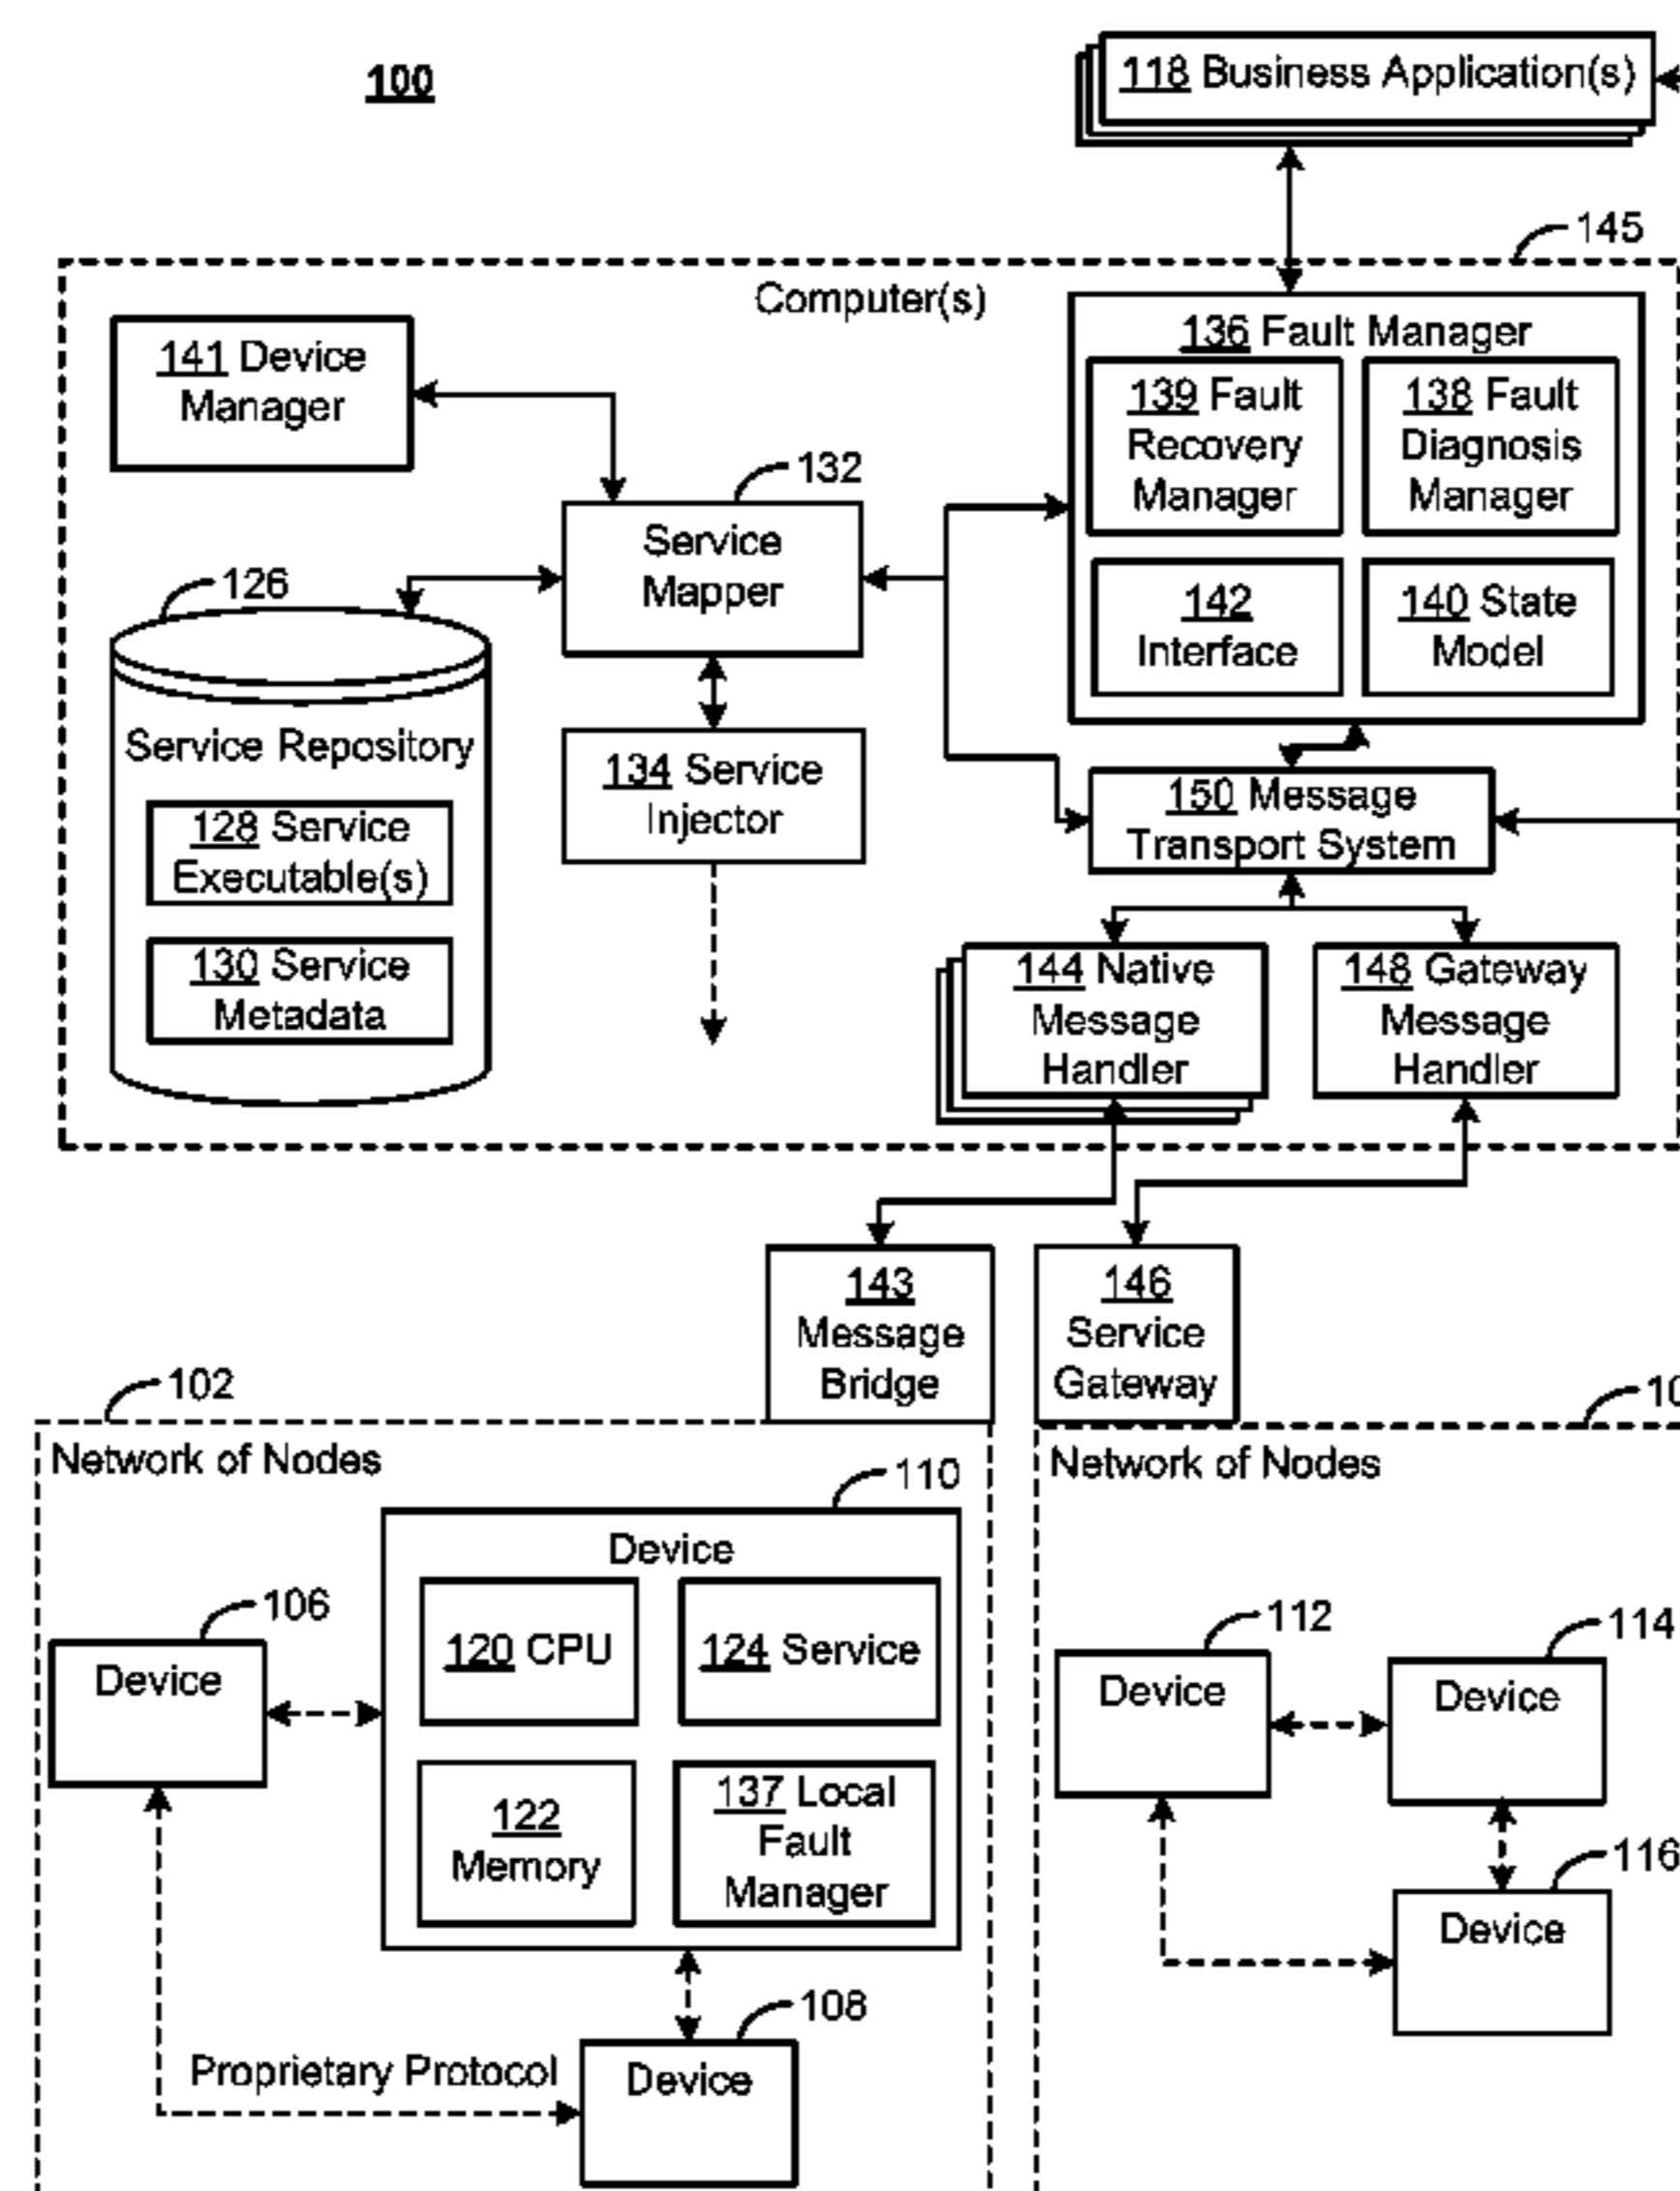 100
118 Business Application(s)
145
Computer(s)
141 Device
Manager
136 Fault Manager
139 Fault
Recovery
Manager
138 Fault
Diagnosis
Manager
142
Interface
140 State
Model
132
Service
Mapper
126
Service Repository
128 Service
Executable(s)
130 Service
Metadata
134 Service
Injector
150 Message
Transport System
144 Native
Message
Handler
148 Gateway
Message
Handler
143
Message
Bridge
146
Service
Gateway
102
Network of Nodes
110
Device
120 CPU
124 Service
122
Memory
137 Local
Fault
Manager
106
Device
108
Device
Proprietary Protocol
10
Network of Nodes
112
Device
114
Device
116
Device